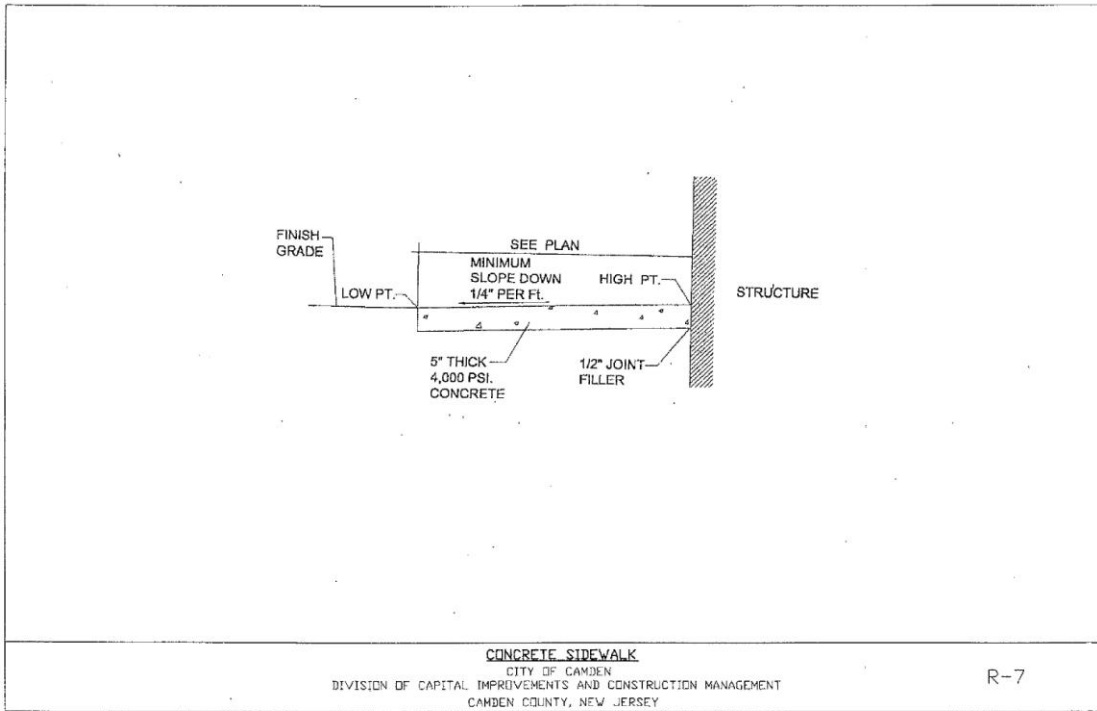 FINISH
GRADE
SEE PLAN
MINIMUM
SLOPE DOWN
1/4" PER Ft.
HIGH PT.
LOW PT.
STRUCTURE
5" THICK
4,000 PSI.
CONCRETE
1/2" JOINT
FILLER
CONCRETE SIDEWALK
CITY OF CAMDEN
DIVISION OF CAPITAL IMPROVEMENTS AND CONSTRUCTION MANAGEMENT
CAMDEN COUNTY, NEW JERSEY
R-7